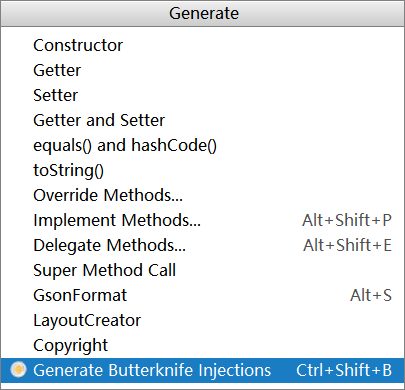 Generate
Constructor
Getter
Setter
Getter and Setter
equals() and hashCode()
toString()
Override Methods...
Implement Methods... Alt+Shift+P
Delegate Methods... Alt+Shift+E
Super Method Call
GsonFormat Alt+S
LayoutCreator
Copyright
Generate Butterknife Injections Ctrl+Shift+B